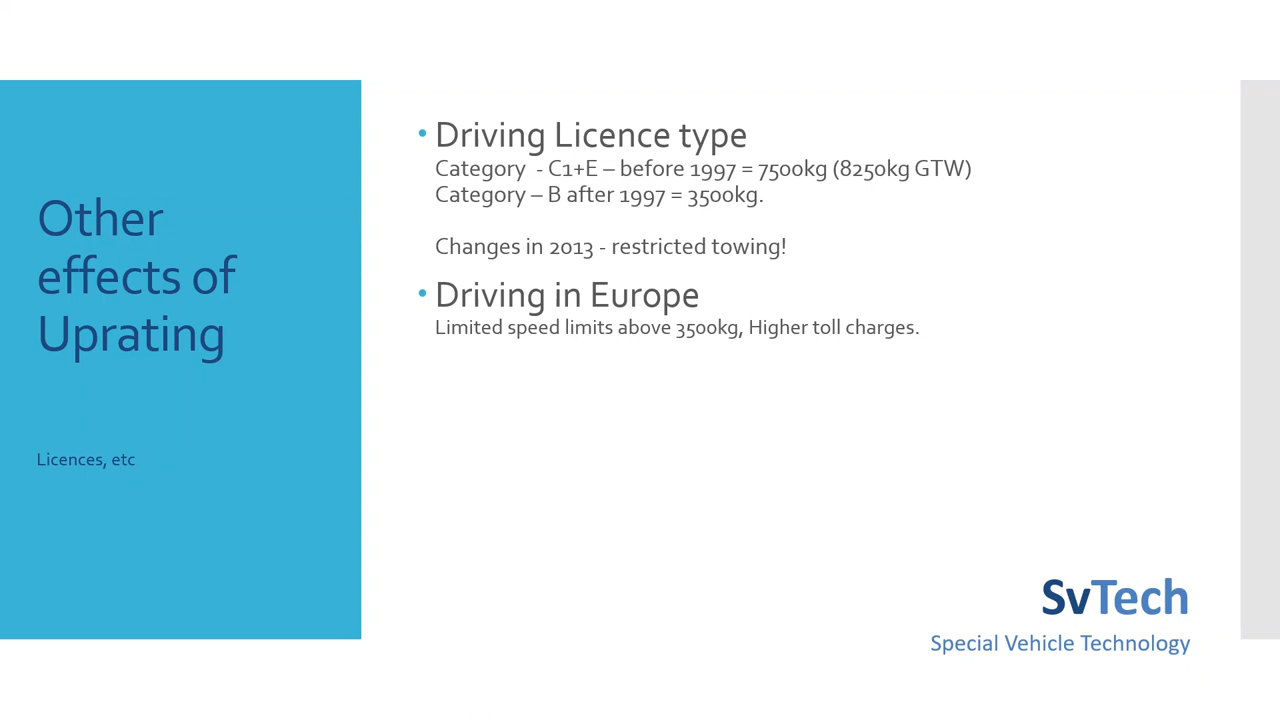 Other
effects of
Uprating
Licences, etc
• Driving Licence type
Category - C1+E – before 1997 = 7500kg (8250kg GTW)
Category – B after 1997 = 3500kg.
Changes in 2013 - restricted towing!
• Driving in Europe
Limited speed limits above 3500kg, Higher toll charges.
SvTech
Special Vehicle Technology